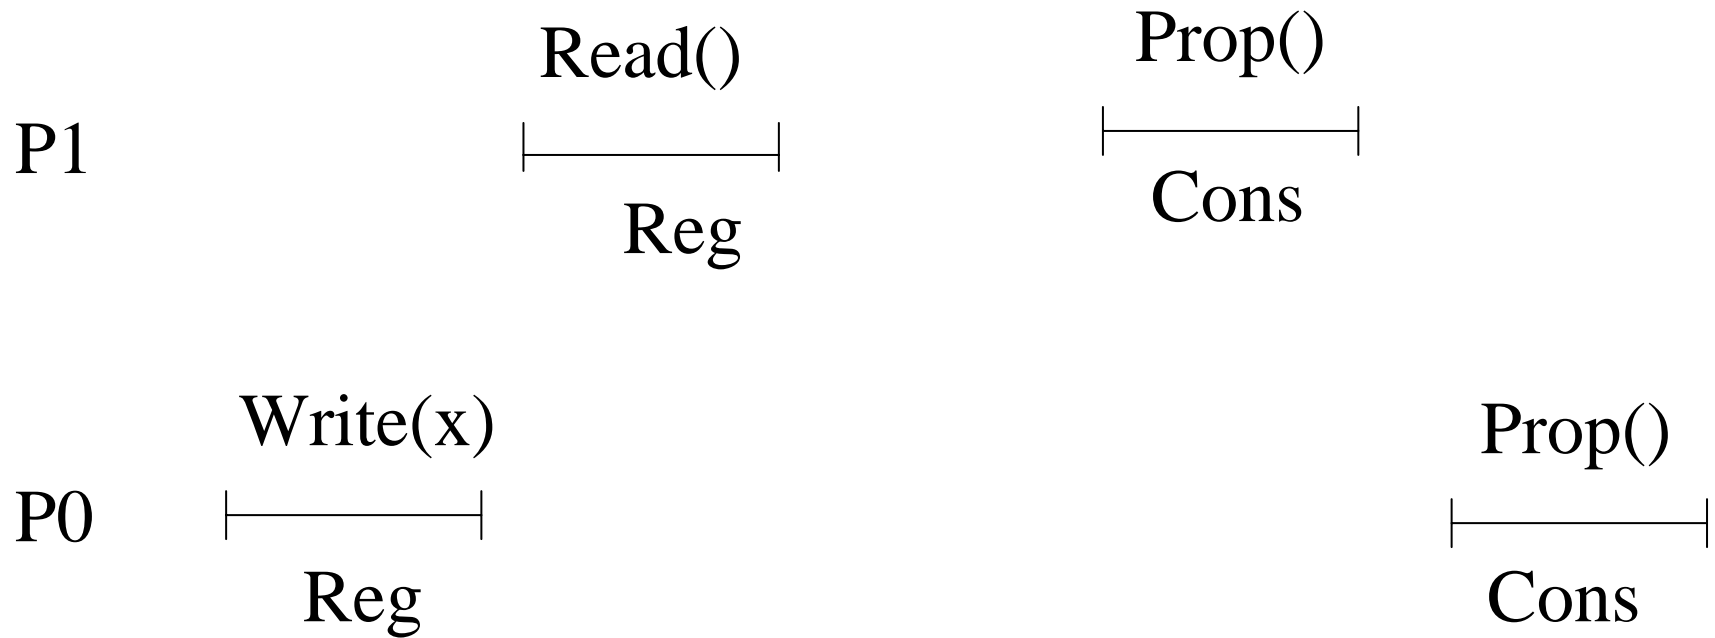 Read() Prop()
P1
Reg Cons
Write(x) Prop()
P0
Reg Cons